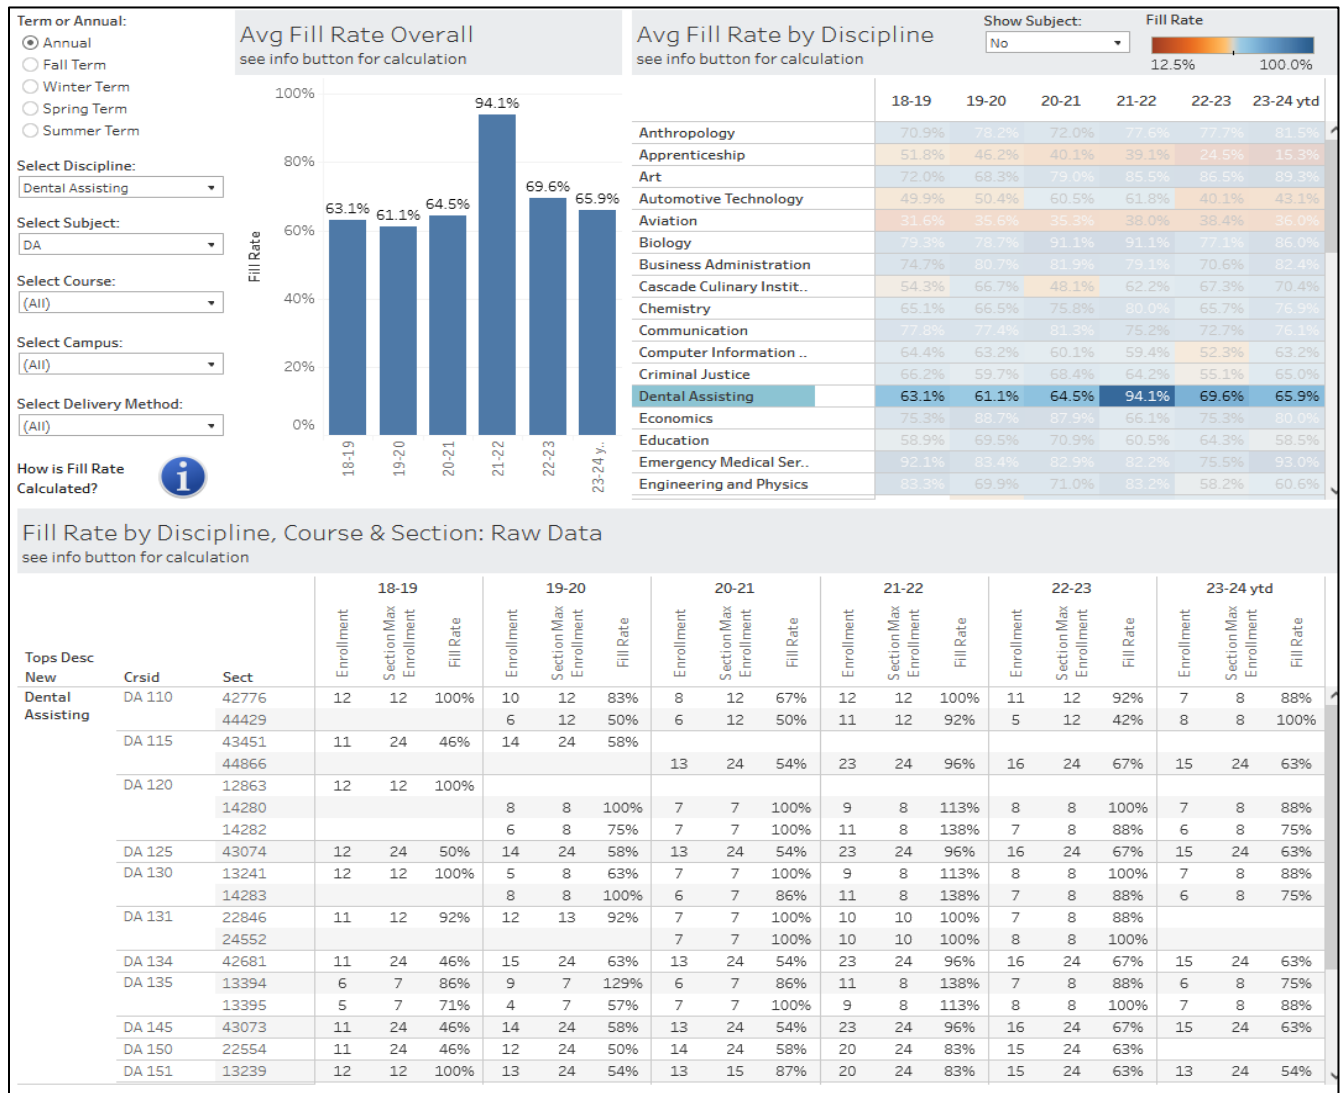 Term or Annual:
Annual
Fall Term
Winter Term
Spring Term
Summer Term
Select Discipline:
Dental Assisting
Select Subject:
DA
Select Course:
(All)
Select Campus:
(All)
Select Delivery Method:
(All)
How is Fill Rate
Calculated?
i
Avg Fill Rate Overall
see info button for calculation
Fill Rate
100%
80%
60%
40%
20%
0%
63.1% 61.1% 64.5% 94.1% 69.6% 65.9%
18-19 19-20 20-21 21-22 22-23 23-24 y..
Avg Fill Rate by Discipline
see info button for calculation
Show Subject:
No
Fill Rate
12.5% 100.0%
18-19 19-20 20-21 21-22 22-23 23-24 ytd
Anthropology 70.9% 78.2% 72.0% 77.6% 77.7% 81.5%
Apprenticeship 51.8% 46.2% 40.1% 39.1% 24.5% 15.3%
Art 72.0% 68.3% 79.0% 85.5% 86.5% 89.3%
Automotive Technology 49.9% 50.4% 60.5% 61.8% 40.1% 43.1%
Aviation 31.6% 35.6% 35.3% 38.0% 38.4% 36.0%
Biology 79.3% 78.7% 91.1% 91.1% 77.1% 86.0%
Business Administration 74.7% 80.7% 81.9% 79.1% 70.6% 82.4%
Cascade Culinary Instit.. 54.3% 66.7% 48.1% 62.2% 67.3% 70.4%
Chemistry 65.1% 66.5% 75.8% 80.0% 65.7% 76.9%
Communication 77.8% 77.4% 81.3% 75.2% 72.7% 76.1%
Computer Information .. 64.4% 63.2% 60.1% 59.4% 52.3% 63.2%
Criminal Justice 66.2% 59.7% 68.4% 64.2% 55.1% 65.0%
Dental Assisting 63.1% 61.1% 64.5% 94.1% 69.6% 65.9%
Economics 75.3% 88.7% 87.9% 66.1% 75.3% 80.0%
Education 58.9% 69.5% 70.9% 60.5% 64.3% 58.5%
Emergency Medical Ser.. 92.1% 83.4% 82.9% 82.2% 75.5% 93.0%
Engineering and Physics 83.3% 69.9% 71.0% 83.2% 58.2% 60.6%
Fill Rate by Discipline, Course & Section: Raw Data
see info button for calculation
18-19 19-20 20-21 21-22 22-23 23-24 ytd
Tops Desc New Crsid Sect Enrollment Section Max Enrollment Fill Rate Enrollment Section Max Enrollment Fill Rate Enrollment Section Max Enrollment Fill Rate Enrollment Section Max Enrollment Fill Rate Enrollment Section Max Enrollment Fill Rate Enrollment Section Max Enrollment Fill Rate
Dental Assisting DA 110 42776 12 12 100% 10 12 83% 8 12 67% 12 12 100% 11 12 92% 7 8 88%
44429 6 12 50% 6 12 50% 11 12 92% 5 12 42% 8 8 100%
DA 115 43451 11 24 46% 14 24 58%
44866 13 24 54% 23 24 96% 16 24 67% 15 24 63%
DA 120 12863 12 12 100%
14280 8 8 100% 7 7 100% 9 8 113% 8 8 100% 7 8 88%
14282 6 8 75% 7 7 100% 11 8 138% 7 8 88% 6 8 75%
DA 125 43074 12 24 50% 14 24 58% 13 24 54% 23 24 96% 16 24 67% 15 24 63%
DA 130 13241 12 12 100% 5 8 63% 7 7 100% 9 8 113% 8 8 100% 7 8 88%
14283 8 8 100% 6 7 86% 11 8 138% 7 8 88% 6 8 75%
DA 131 22846 11 12 92% 12 13 92% 7 7 100% 10 10 100% 7 8 88%
24552 7 7 100% 10 10 100% 8 8 100%
DA 134 42681 11 24 46% 15 24 63% 13 24 54% 23 24 96% 16 24 67% 15 24 63%
DA 135 13394 6 7 86% 9 7 129% 6 7 86% 11 8 138% 7 8 88% 6 8 75%
13395 5 7 71% 4 7 57% 7 7 100% 9 8 113% 8 8 100% 7 8 88%
DA 145 43073 11 24 46% 14 24 58% 13 24 54% 23 24 96% 16 24 67% 15 24 63%
DA 150 22554 11 24 46% 12 24 50% 14 24 58% 20 24 83% 15 24 63%
DA 151 13239 12 12 100% 13 24 54% 13 15 87% 20 24 83% 15 24 63% 13 24 54%